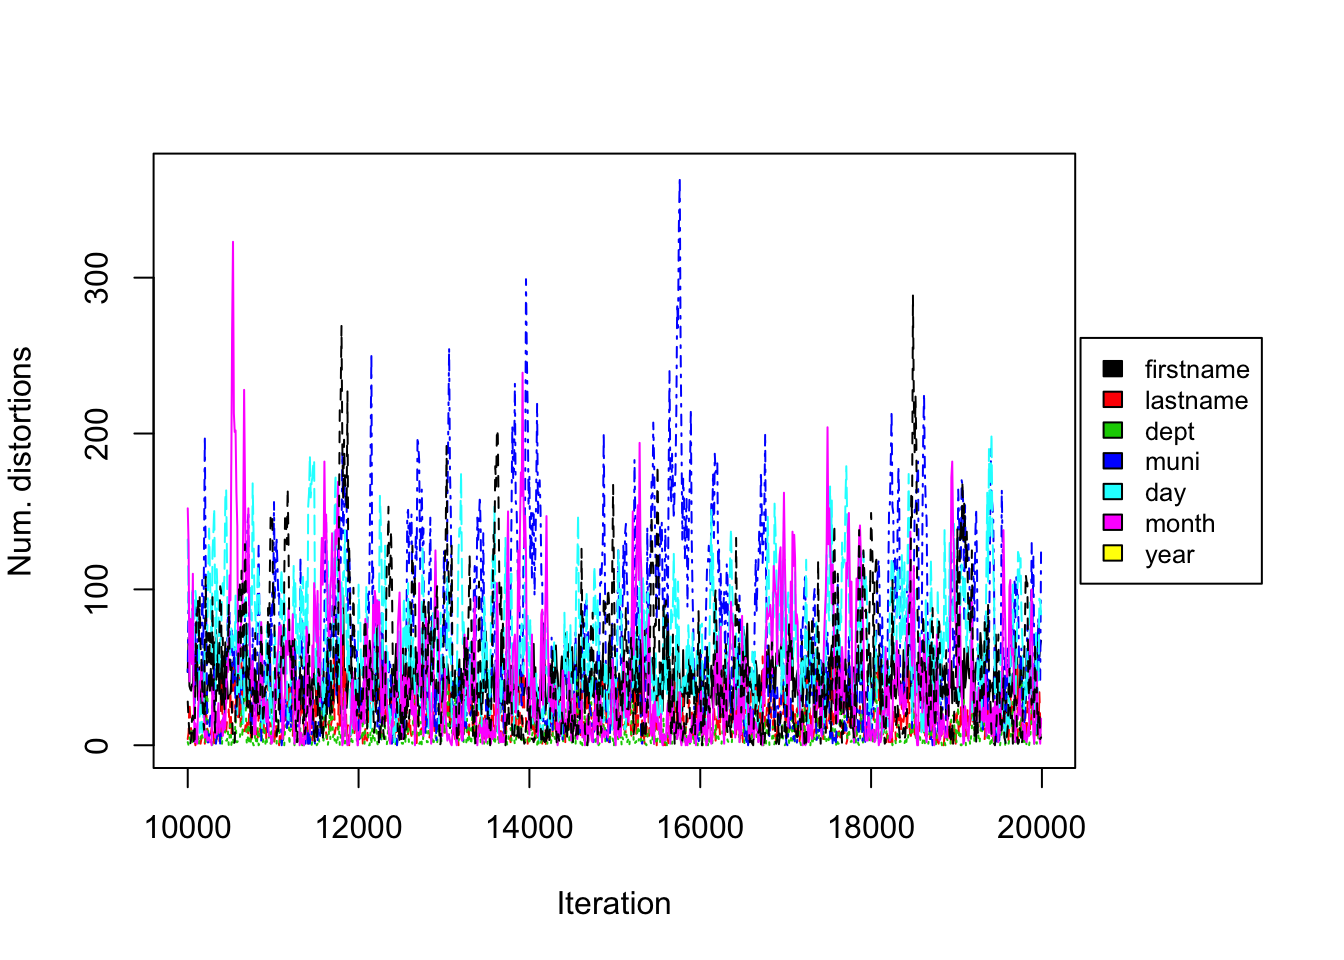 Num. distortions
300
200
100
0
10000
12000
14000
16000
18000
20000
Iteration
firstname
lastname
dept
muni
day
month
year